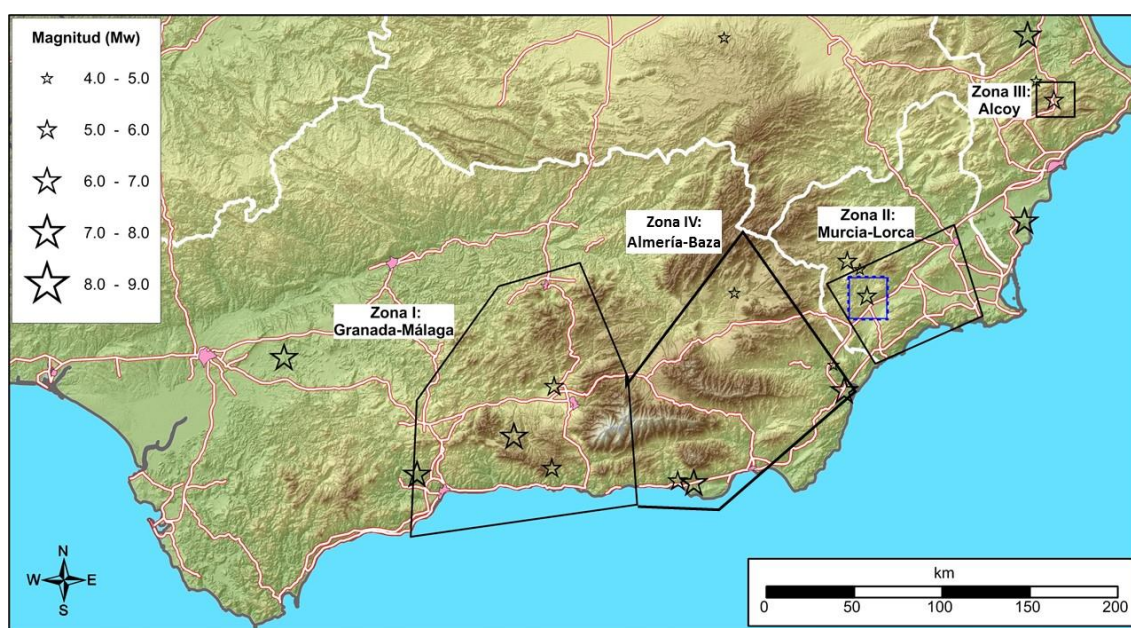 Magnitud (Mw)
4.0 - 5.0
5.0 - 6.0
6.0 - 7.0
7.0 - 8.0
8.0 - 9.0
Zona III:
Alcoy
Zona IV:
Almería-Baza
Zona II:
Murcia-Lorca
Zona I:
Granada-Málaga
N
W E
S
km
0 50 100 150 200